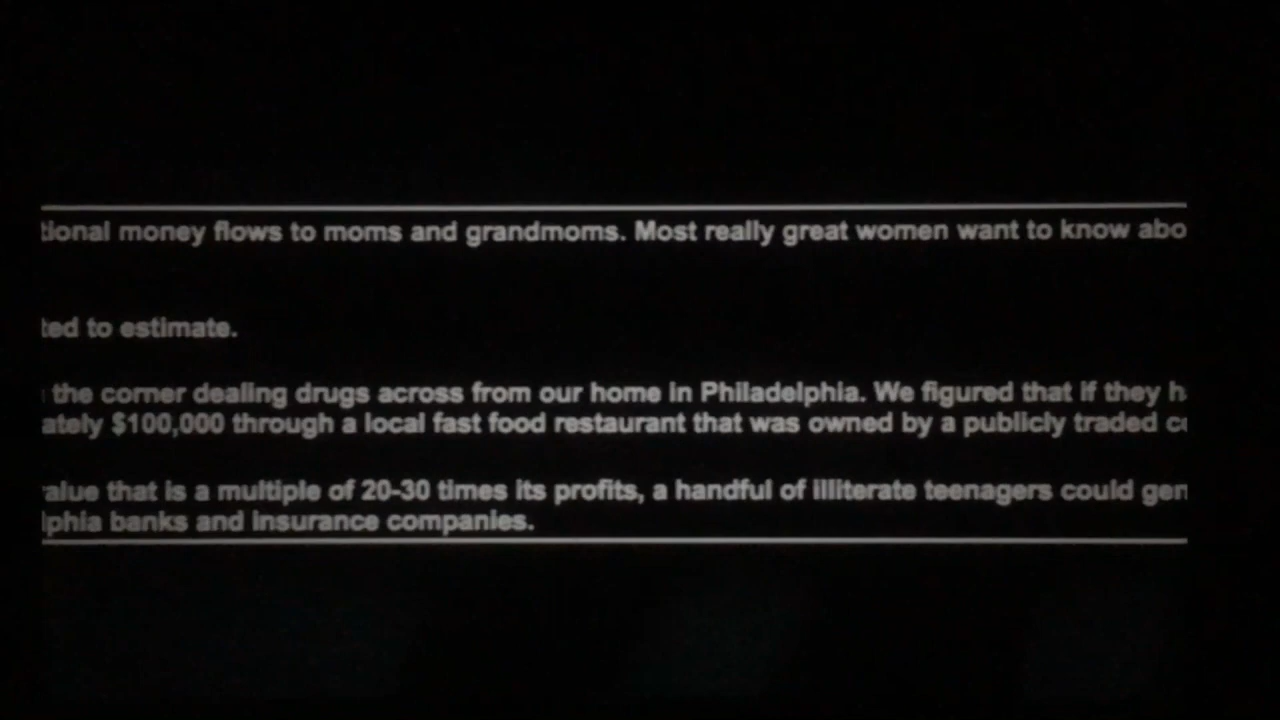 tional money flows to moms and grandmoms. Most really great women want to know abo
ted to estimate.
the corner dealing drugs across from our home in Philadelphia. We figured that if they h
ately $100,000 through a local fast food restaurant that was owned by a publicly traded co
alue that is a multiple of 20-30 times its profits, a handful of illiterate teenagers could gen
lphia banks and insurance companies.